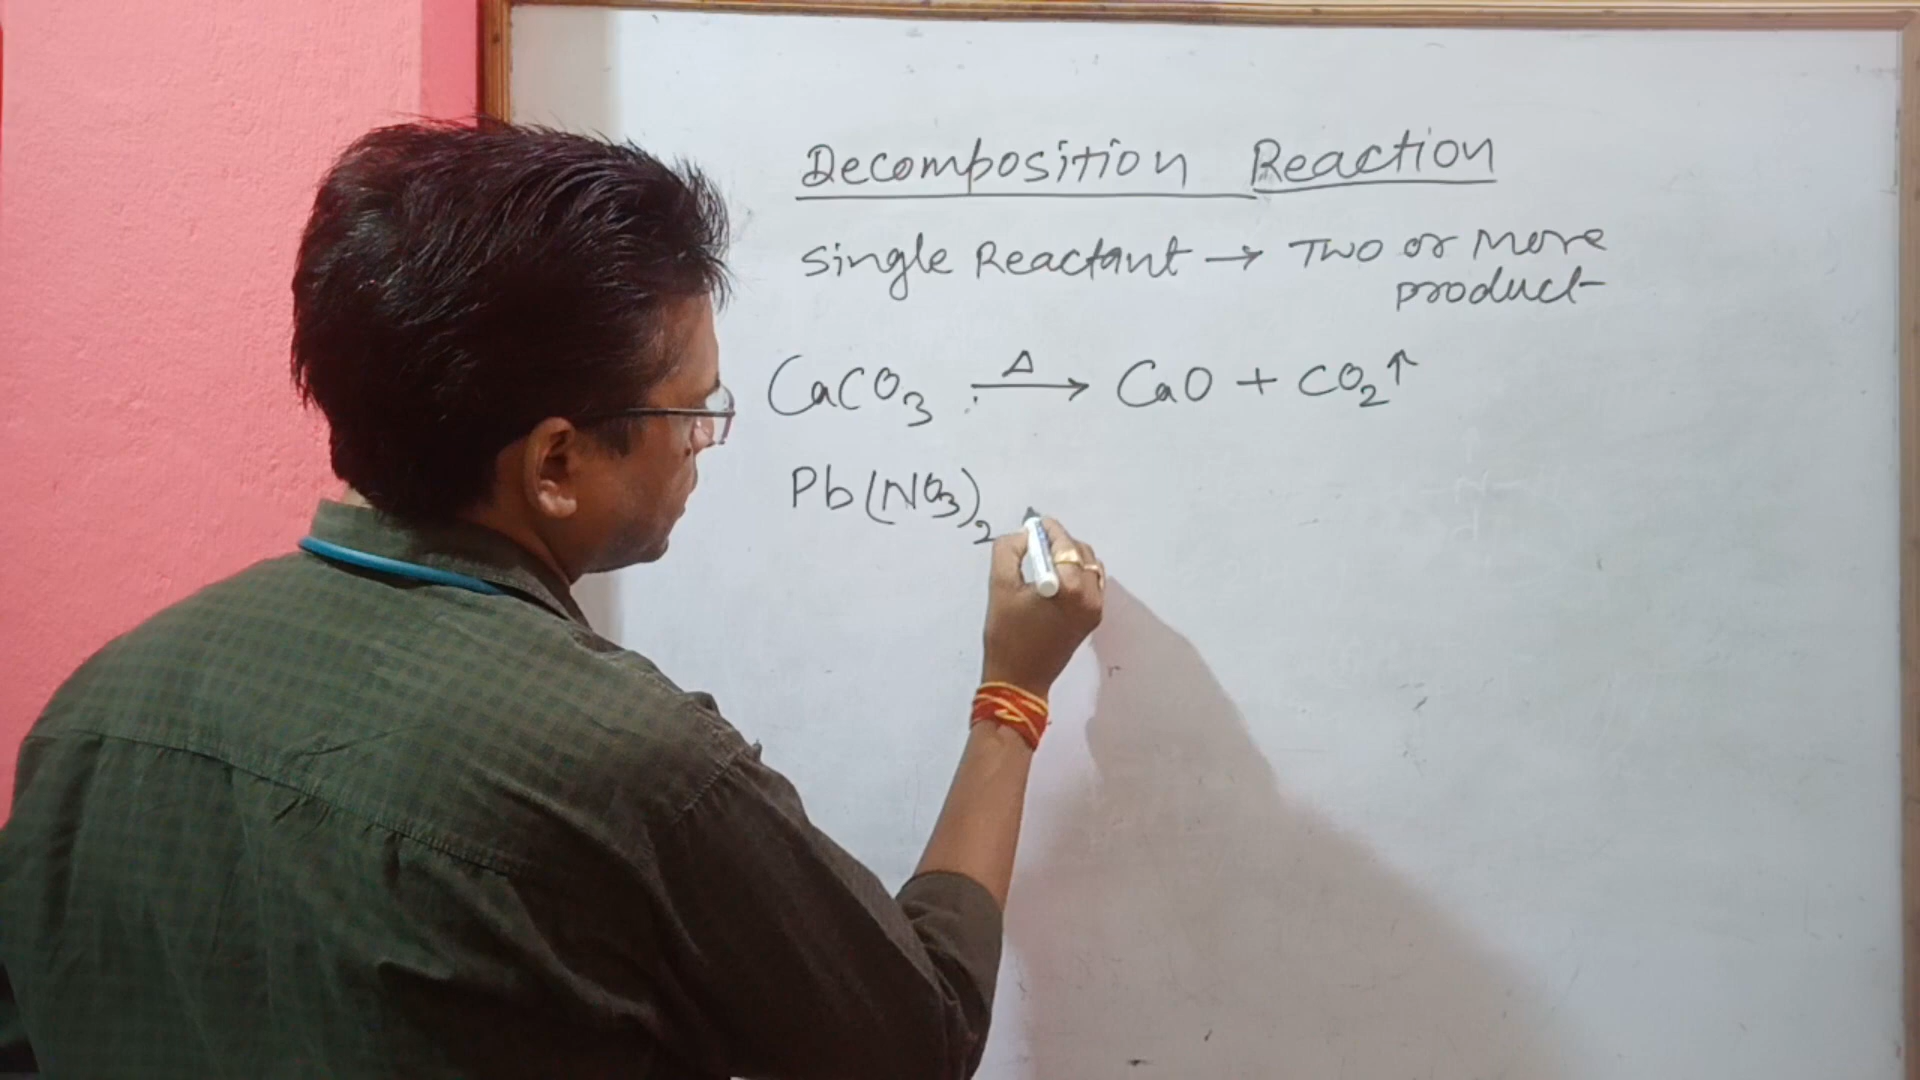 Decomposition Reaction
Single Reactant → Two or More
product
CaCO₃ —Δ→ CaO + CO₂↑
Pb(NO₃)₂